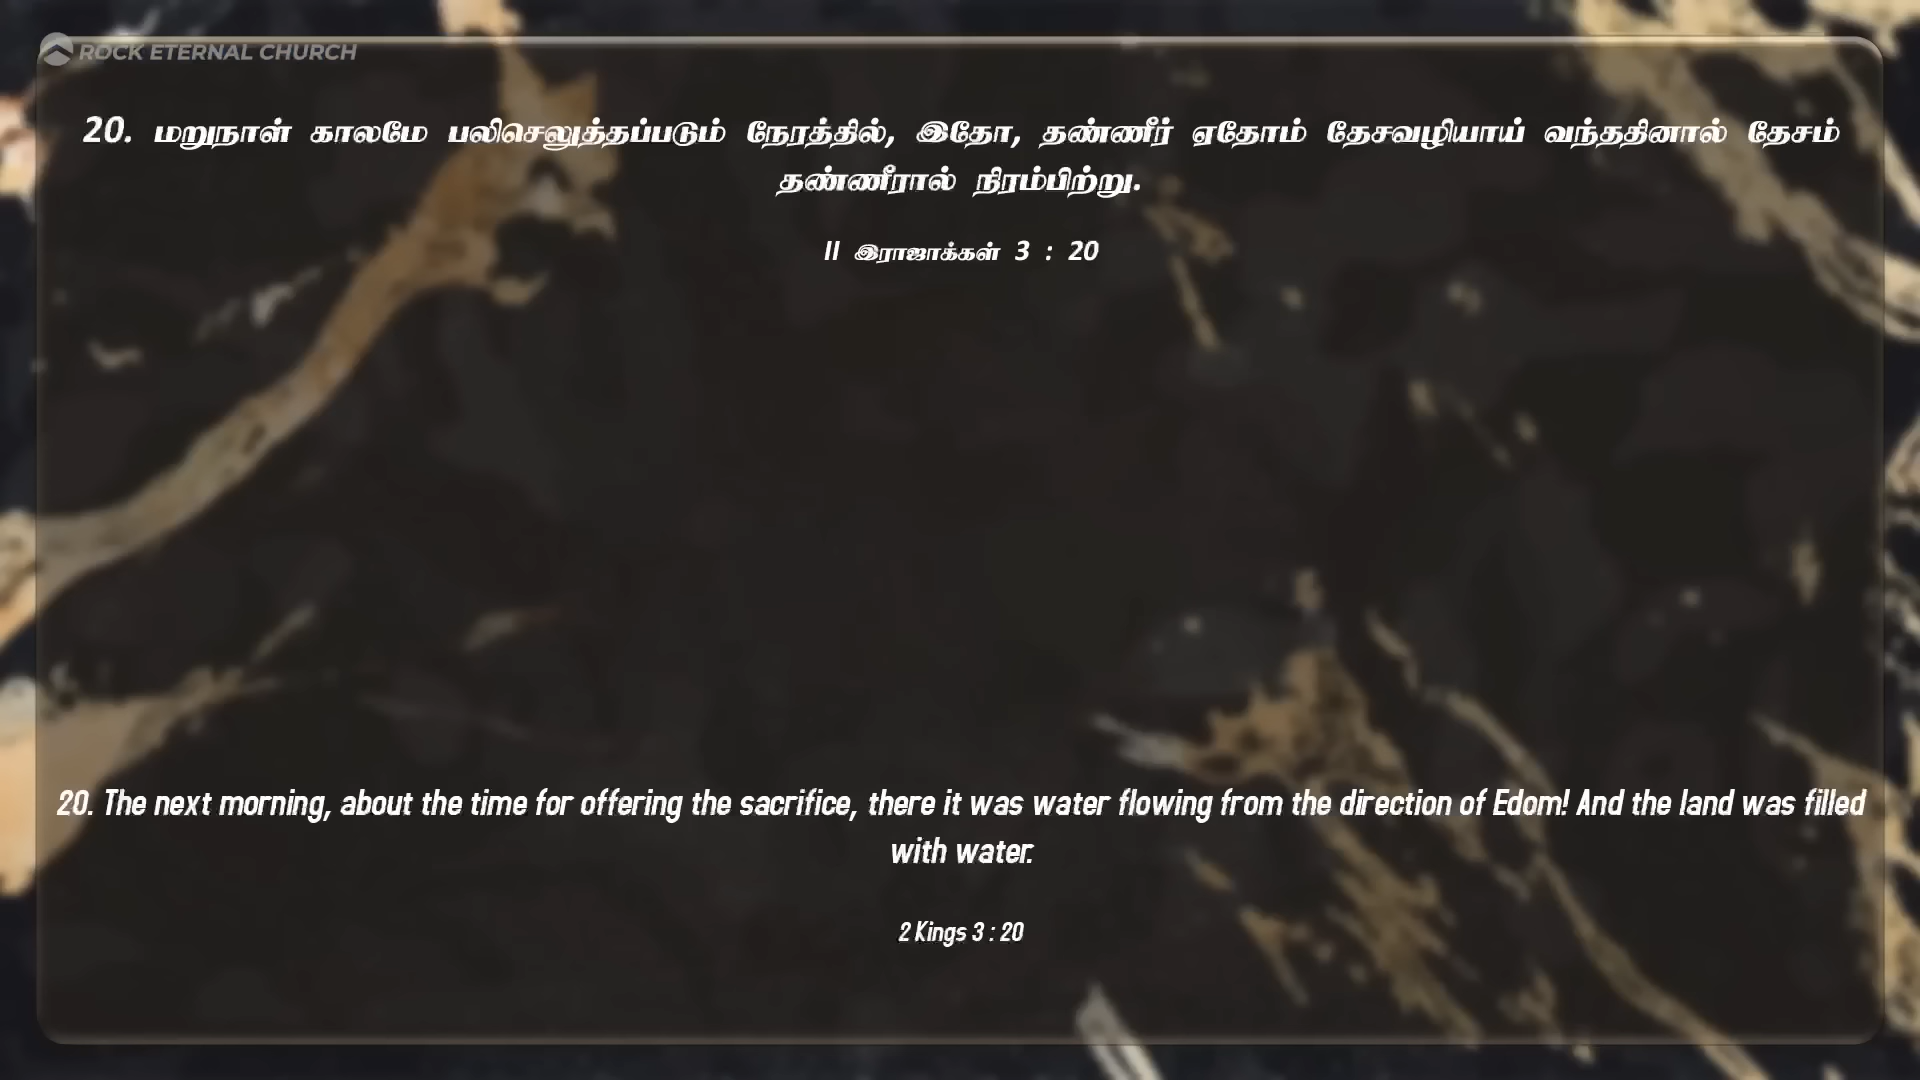 ROCK ETERNAL CHURCH
20. மறுநாள் காலமே பலிசெலுத்தப்படும் நேரத்தில், இதோ, தண்ணீர் ஏதோம் தேசவழியாய் வந்ததினால் தேசம்
தண்ணீரால் நிரம்பிற்று.
II இராஜாக்கள் 3 : 20
20. The next morning, about the time for offering the sacrifice, there it was water flowing from the direction of Edom! And the land was filled
with water.
2 Kings 3 : 20